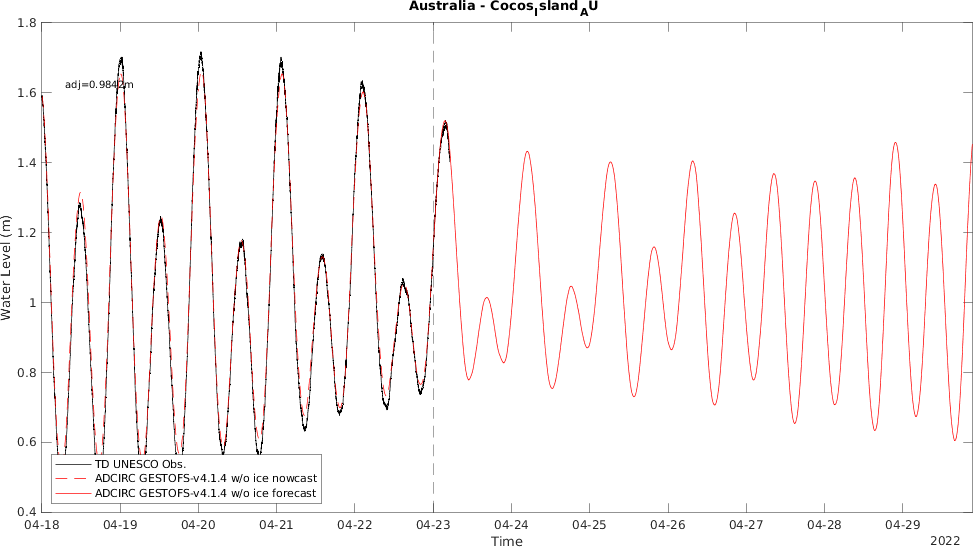 Australia - Cocos_Island_AU
1.8
1.6
1.4
1.2
1
0.8
0.6
0.4
Water Level (m)
adj=0.9842m
TD UNESCO Obs.
ADCIRC GESTOFS-v4.1.4 w/o ice nowcast
ADCIRC GESTOFS-v4.1.4 w/o ice forecast
04-18 04-19 04-20 04-21 04-22 04-23 04-24 04-25 04-26 04-27 04-28 04-29
Time
2022